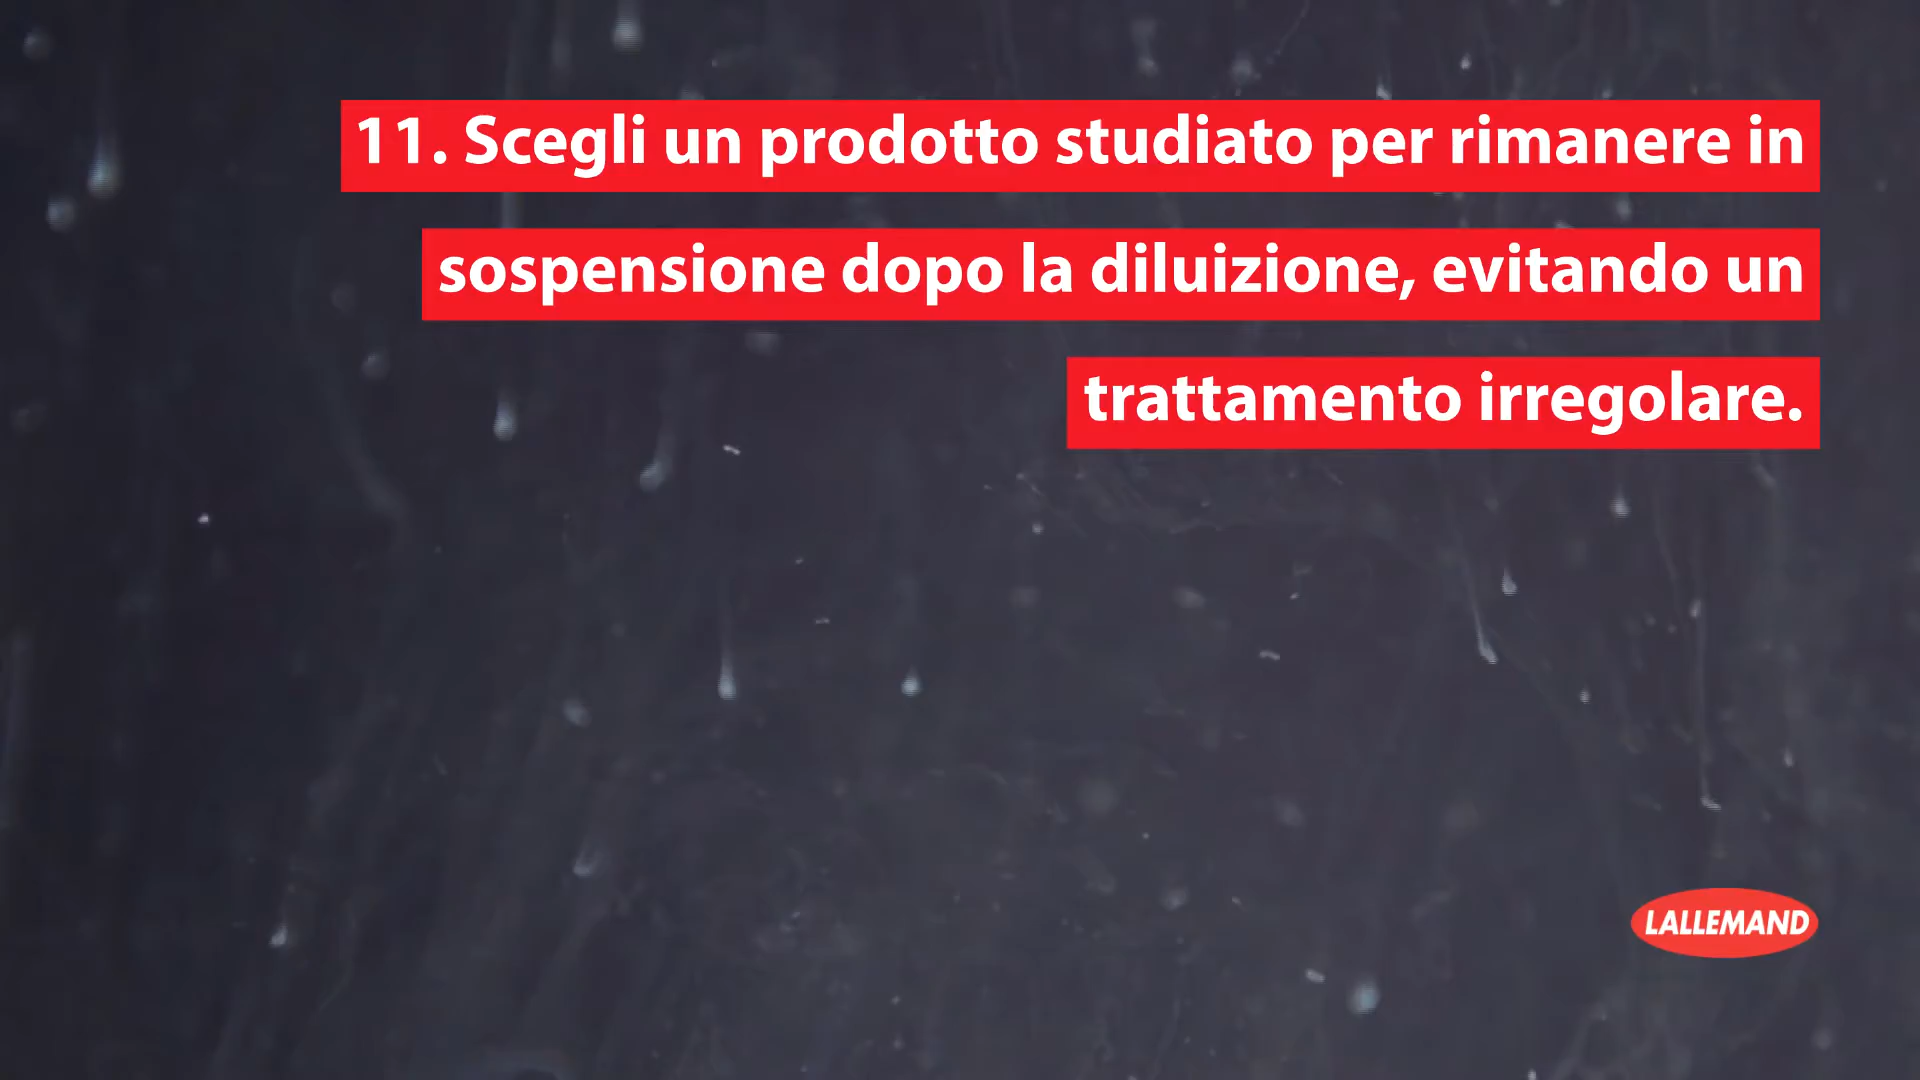 11. Scegli un prodotto studiato per rimanere in
sospensione dopo la diluizione, evitando un
trattamento irregolare.
LALLEMAND